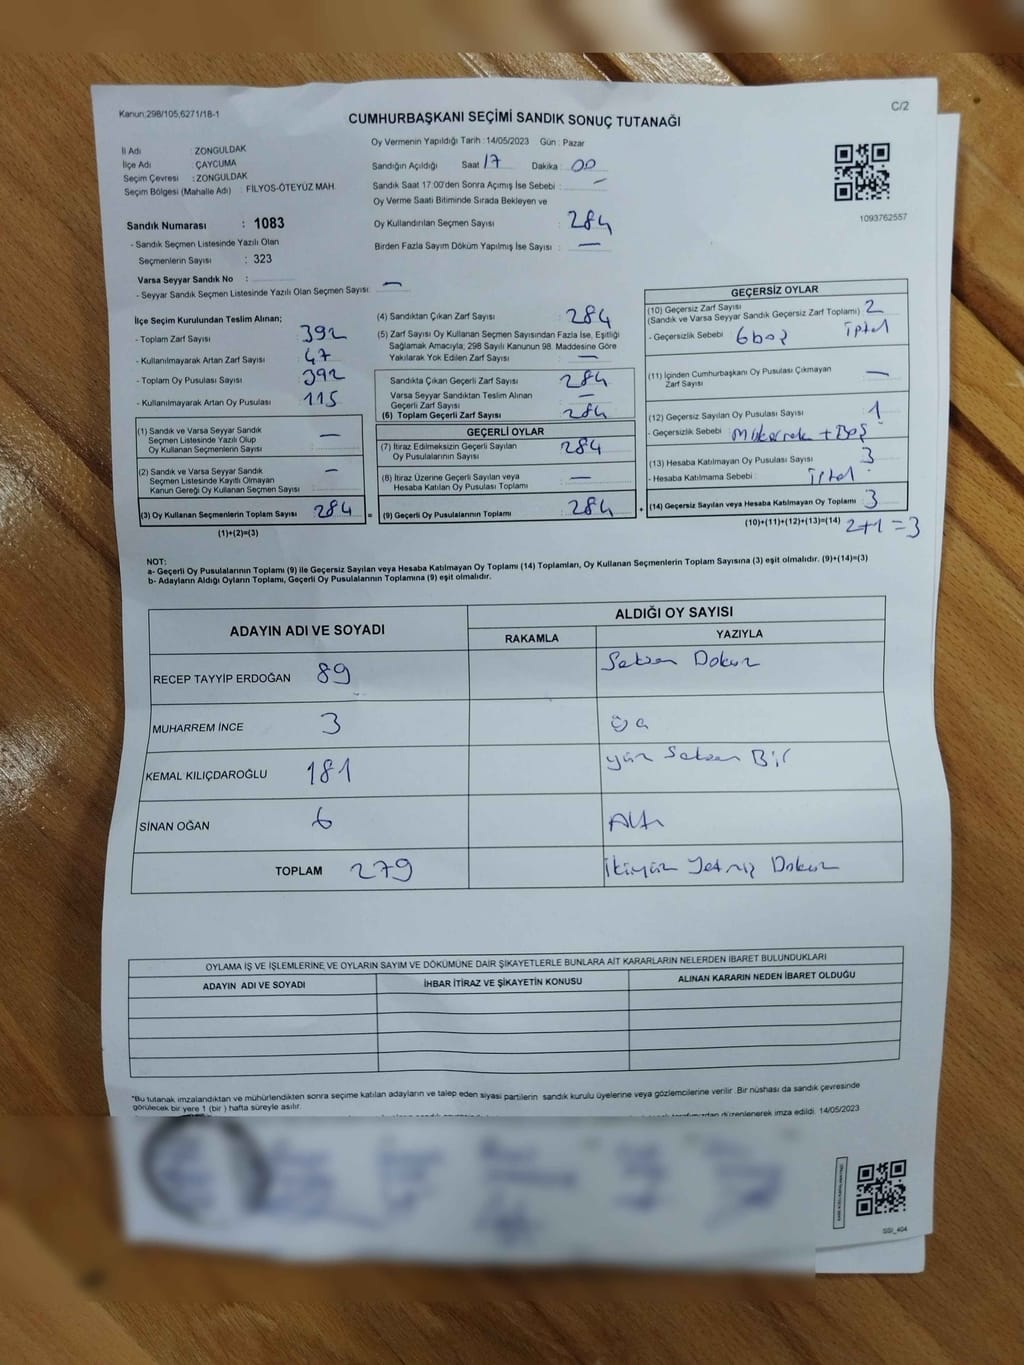 Kanun;298/105;6271/18-1
C/2
CUMHURBAŞKANI SEÇİMİ SANDIK SONUÇ TUTANAĞI
İl Adı : ZONGULDAK
İlçe Adı : ÇAYCUMA
Seçim Çevresi : ZONGULDAK
Seçim Bölgesi (Mahalle Adı) : FİLYOS-ÖTEYÜZ MAH.
Sandık Numarası : 1083
- Sandık Seçmen Listesinde Yazılı Olan
Seçmenlerin Sayısı : 323
Varsa Seyyar Sandık No :
- Seyyar Sandık Seçmen Listesinde Yazılı Olan Seçmen Sayısı: —
Oy Vermenin Yapıldığı Tarih : 14/05/2023 Gün : Pazar
Sandığın Açıldığı Saat : 17 Dakika : 00
Sandık Saat 17:00'den Sonra Açımış İse Sebebi : —
Oy Verme Saati Bitiminde Sırada Bekleyen ve
Oy Kullandırılan Seçmen Sayısı : 284
Birden Fazla Sayım Döküm Yapılmış İse Sayısı : —
1093762557
İlçe Seçim Kurulundan Teslim Alınan;
- Toplam Zarf Sayısı : 392
- Kullanılmayarak Artan Zarf Sayısı : 47
- Toplam Oy Pusulası Sayısı : 392
- Kullanılmayarak Artan Oy Pusulası : 115
(1) Sandık ve Varsa Seyyar Sandık
Seçmen Listesinde Yazılı Olup
Oy Kullanan Seçmenlerin Sayısı : —
(2) Sandık ve Varsa Seyyar Sandık
Seçmen Listesinde Kayıtlı Olmayan
Kanun Gereği Oy Kullanan Seçmen Sayısı : —
(3) Oy Kullanan Seçmenlerin Toplam Sayısı : 284 =
(1)+(2)=(3)
(4) Sandıktan Çıkan Zarf Sayısı : 284
(5) Zarf Sayısı Oy Kullanan Seçmen Sayısından Fazla İse, Eşitliği
Sağlamak Amacıyla; 298 Sayılı Kanunun 98. Maddesine Göre
Yakılarak Yok Edilen Zarf Sayısı : —
Sandıkta Çıkan Geçerli Zarf Sayısı : 284
Varsa Seyyar Sandıktan Teslim Alınan
Geçerli Zarf Sayısı : —
(6) Toplam Geçerli Zarf Sayısı : 284
GEÇERLİ OYLAR
(7) İtiraz Edilmeksizin Geçerli Sayılan
Oy Pusulalarının Sayısı : 284
(8) İtiraz Üzerine Geçerli Sayılan veya
Hesaba Katılan Oy Pusulası Toplamı : —
(9) Geçerli Oy Pusulalarının Toplamı : 284 +
GEÇERSİZ OYLAR
(10) Geçersiz Zarf Sayısı
(Sandık ve Varsa Seyyar Sandık Geçersiz Zarf Toplamı) : 2
- Geçersizlik Sebebi : 6 boş iptal
(11) İçinden Cumhurbaşkanı Oy Pusulası Çıkmayan
Zarf Sayısı : —
(12) Geçersiz Sayılan Oy Pusulası Sayısı : 1
- Geçersizlik Sebebi : + Boş
(13) Hesaba Katılmayan Oy Pusulası Sayısı : 3
- Hesaba Katılmama Sebebi : iptal
(14) Geçersiz Sayılan veya Hesaba Katılmayan Oy Toplamı : 3
(10)+(11)+(12)+(13)=(14) 2+1=3
NOT:
a- Geçerli Oy Pusulalarının Toplamı (9) ile Geçersiz Sayılan veya Hesaba Katılmayan Oy Toplamı (14) Toplamları, Oy Kullanan Seçmenlerin Toplam Sayısına (3) eşit olmalıdır. (9)+(14)=(3)
b- Adayların Aldığı Oyların Toplamı, Geçerli Oy Pusulalarının Toplamına (9) eşit olmalıdır.
ADAYIN ADI VE SOYADI ALDIĞI OY SAYISI
RAKAMLA YAZIYLA
RECEP TAYYİP ERDOĞAN 89 Seksen Dokuz
MUHARREM İNCE 3 üç
KEMAL KILIÇDAROĞLU 181 yüz Seksen Bir
SİNAN OĞAN 6 Altı
TOPLAM 279 İkiyüz Yetmiş Dokuz
OYLAMA İŞ VE İŞLEMLERİNE VE OYLARIN SAYIM VE DÖKÜMÜNE DAİR ŞİKAYETLERLE BUNLARA AİT KARARLARIN NELERDEN İBARET BULUNDUKLARI
ADAYIN ADI VE SOYADI İHBAR İTİRAZ VE ŞİKAYETİN KONUSU ALINAN KARARIN NEDEN İBARET OLDUĞU
"Bu tutanak imzalandıktan ve mühürlendikten sonra seçime katılan adayların ve talep eden siyasi partilerin sandık kurulu üyelerine veya gözlemcilerine verilir .Bir nüshası da sandık çevresinde
görülecek bir yere 1 (bir ) hafta süreyle asılır.
düzenlenerek imza edildi. 14/05/2023
SSI_404